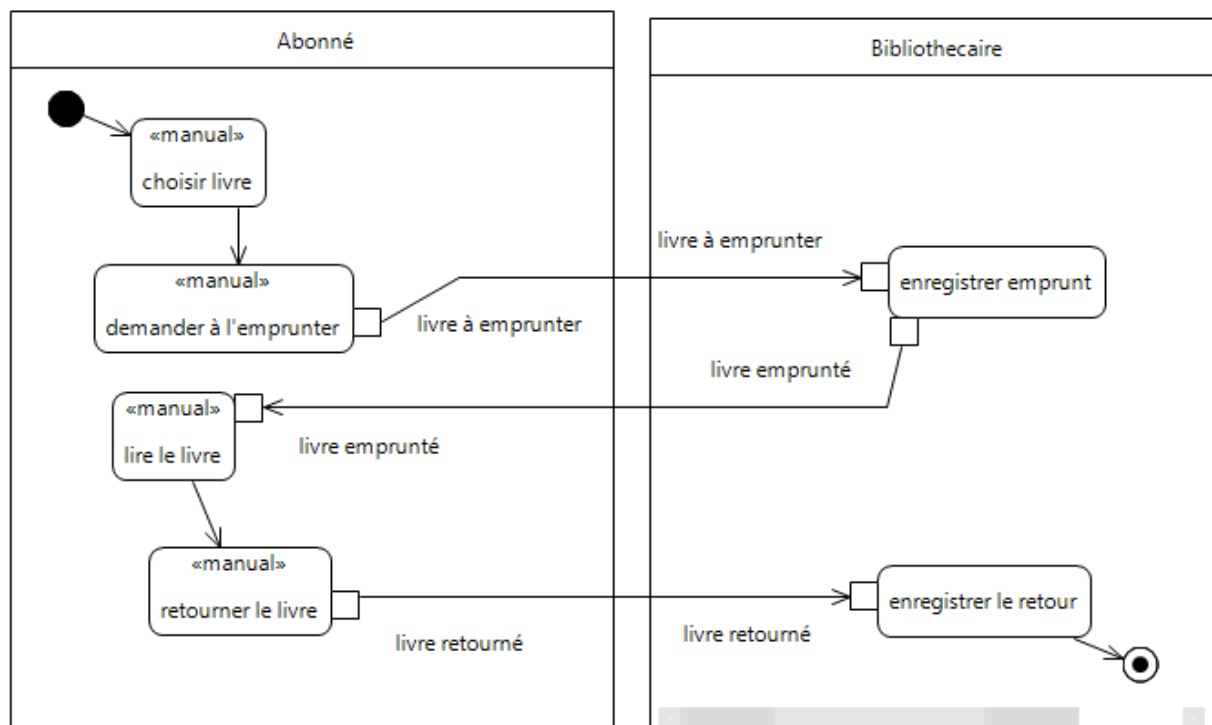 Abonné
Bibliothecaire
«manual»
choisir livre
livre à emprunter
«manual»
demander à l'emprunter
enregistrer emprunt
livre à emprunter
livre emprunté
«manual»
lire le livre
livre emprunté
«manual»
retourner le livre
enregistrer le retour
livre retourné
livre retourné